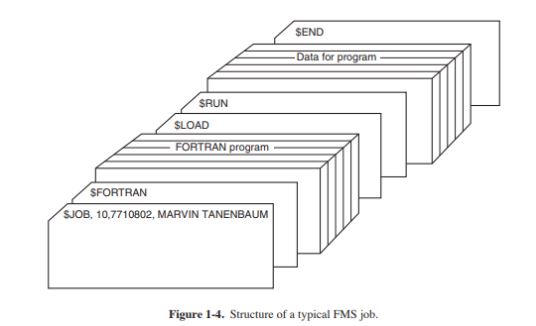 $END
Data for program
$RUN
$LOAD
FORTRAN program
$FORTRAN
$JOB, 10,7710802, MARVIN TANENBAUM
Figure 1-4. Structure of a typical FMS job.